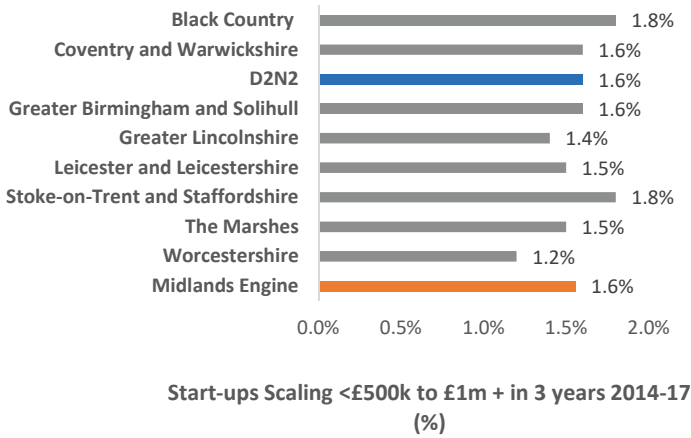 Black Country 1.8%
Coventry and Warwickshire 1.6%
D2N2 1.6%
Greater Birmingham and Solihull 1.6%
Greater Lincolnshire 1.4%
Leicester and Leicestershire 1.5%
Stoke-on-Trent and Staffordshire 1.8%
The Marshes 1.5%
Worcestershire 1.2%
Midlands Engine 1.6%
0.0% 0.5% 1.0% 1.5% 2.0%
Start-ups Scaling <£500k to £1m + in 3 years 2014-17
(%)